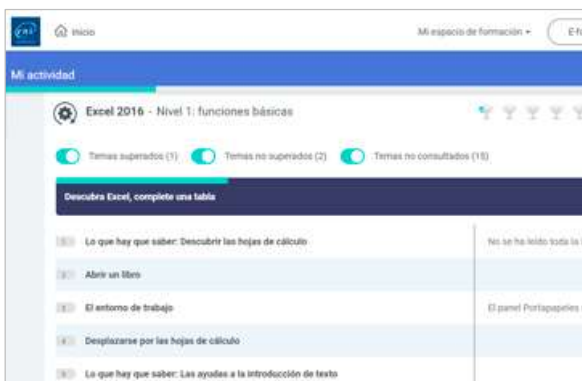 eni Inicio Mi espacio de formación E-fo
Mi actividad
Excel 2016 - Nivel 1: funciones básicas
Temas superados (1) Temas no superados (2) Temas no consultados (15)
Descubra Excel, complete una tabla
1 Lo que hay que saber: Descubrir las hojas de cálculo No se ha leído toda la
2 Abrir un libro
3 El entorno de trabajo El panel Portapapeles
4 Desplazarse por las hojas de cálculo
5 Lo que hay que saber: Las ayudas a la introducción de texto